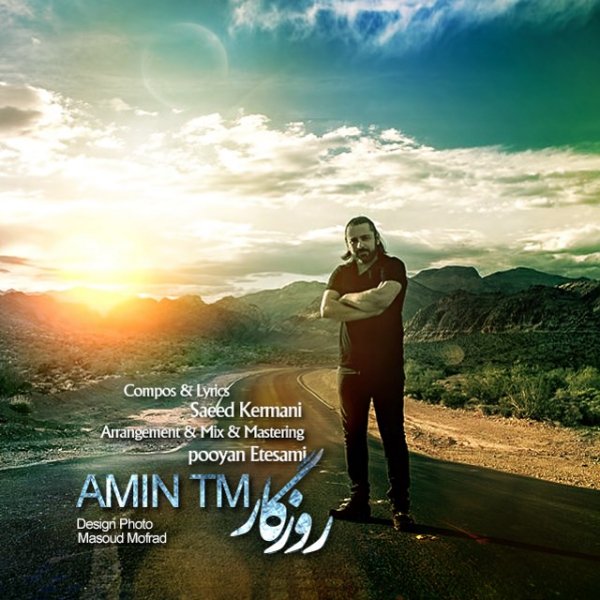 Compos & Lyrics
Saeed Kermani
Arrangement & Mix & Mastering
pooyan Etesami
AMIN TM
روزگار
Design Photo
Masoud Mofrad